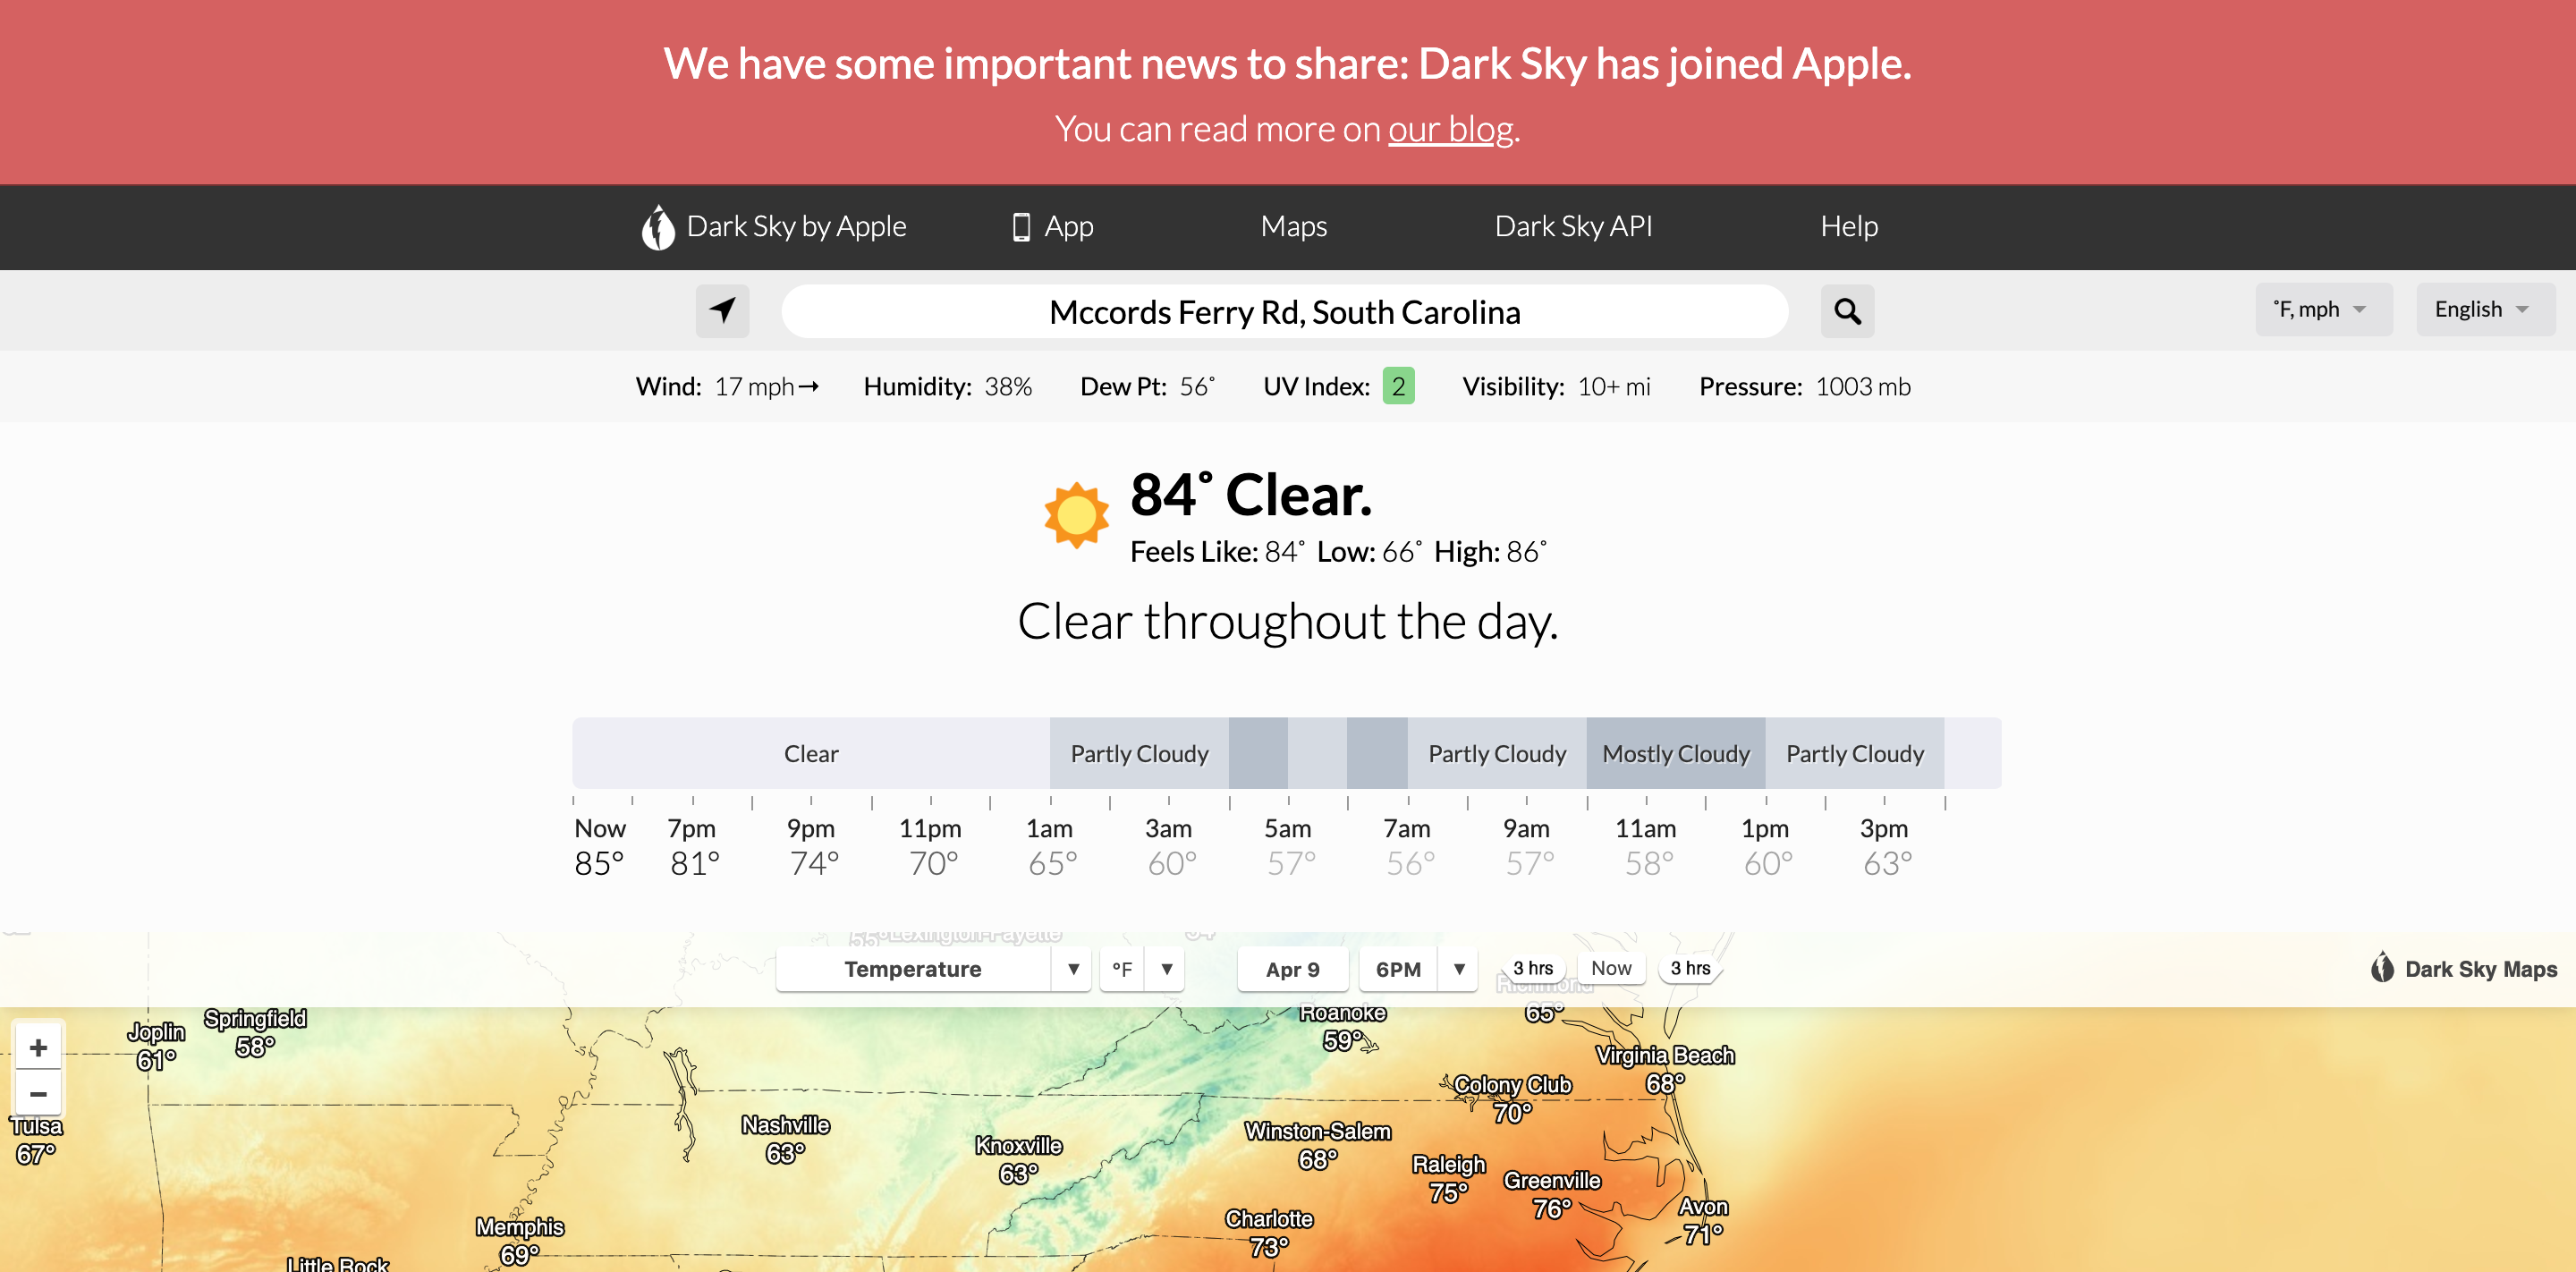 We have some important news to share: Dark Sky has joined Apple.
You can read more on our blog.
Dark Sky by Apple App Maps Dark Sky API Help
Mccords Ferry Rd, South Carolina ˚F, mph English
Wind: 17 mph → Humidity: 38% Dew Pt: 56˚ UV Index: 2 Visibility: 10+ mi Pressure: 1003 mb
84˚ Clear.
Feels Like: 84˚ Low: 66˚ High: 86˚
Clear throughout the day.
Clear Partly Cloudy Partly Cloudy Mostly Cloudy Partly Cloudy
Now 7pm 9pm 11pm 1am 3am 5am 7am 9am 11am 1pm 3pm
85° 81° 74° 70° 65° 60° 57° 56° 57° 58° 60° 63°
55° Lexington-Fayette
Temperature ▼ °F ▼ Apr 9 6PM ▼ 3 hrs Now 3 hrs Dark Sky Maps
Richmond
65°
Roanoke
59°
Springfield
58°
Joplin
61°
+
−
Virginia Beach
68°
Colony Club
70°
Tulsa
67°
Nashville
63°
Winston-Salem
68°
Knoxville
63°
Raleigh
75°
Greenville
76°
Avon
71°
Charlotte
73°
Memphis
69°
Little Rock